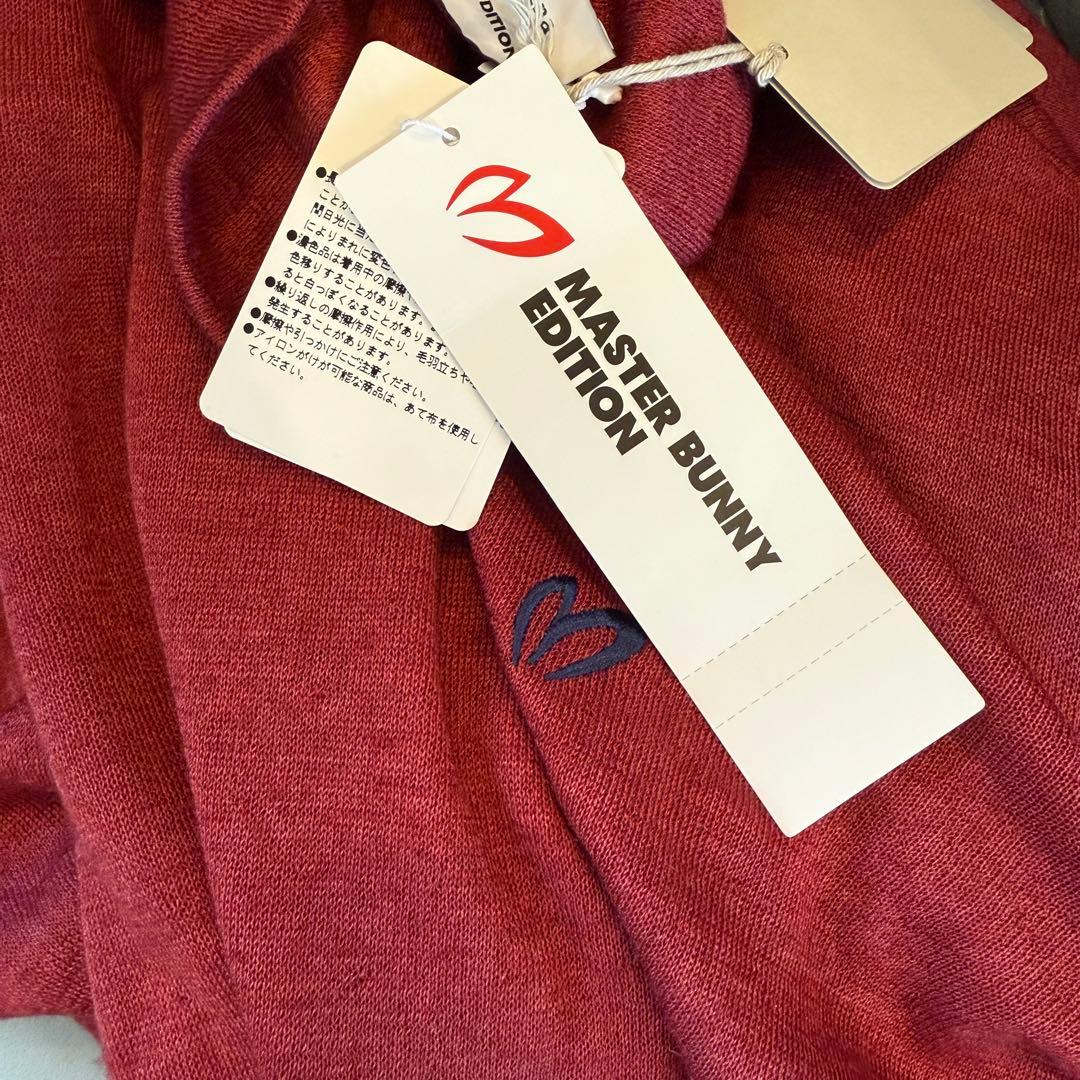 DITION
MASTER BUNNY
EDITION
ことが
間日光に当
によりまれに変色
●濃色品は着用中の摩擦
色移りすることがあります。
ると白っぽくなることがあります。
●繰り返しの摩擦作用により、毛羽立ちや
発生することがあります。
●摩擦や引っかけにご注意ください。
●アイロンがけが可能な商品は、あて布を使用し
てください。